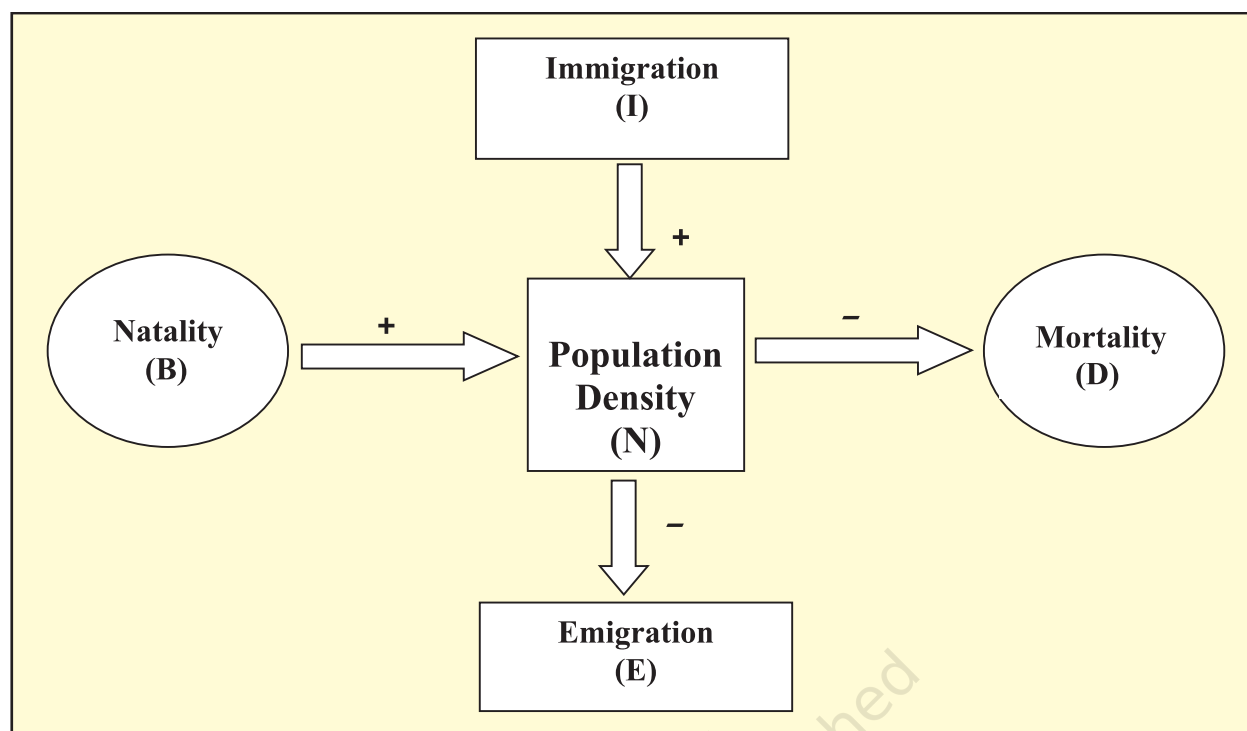 Immigration
(I)
+
Natality
(B)
+
Population
Density
(N)
–
Mortality
(D)
–
Emigration
(E)